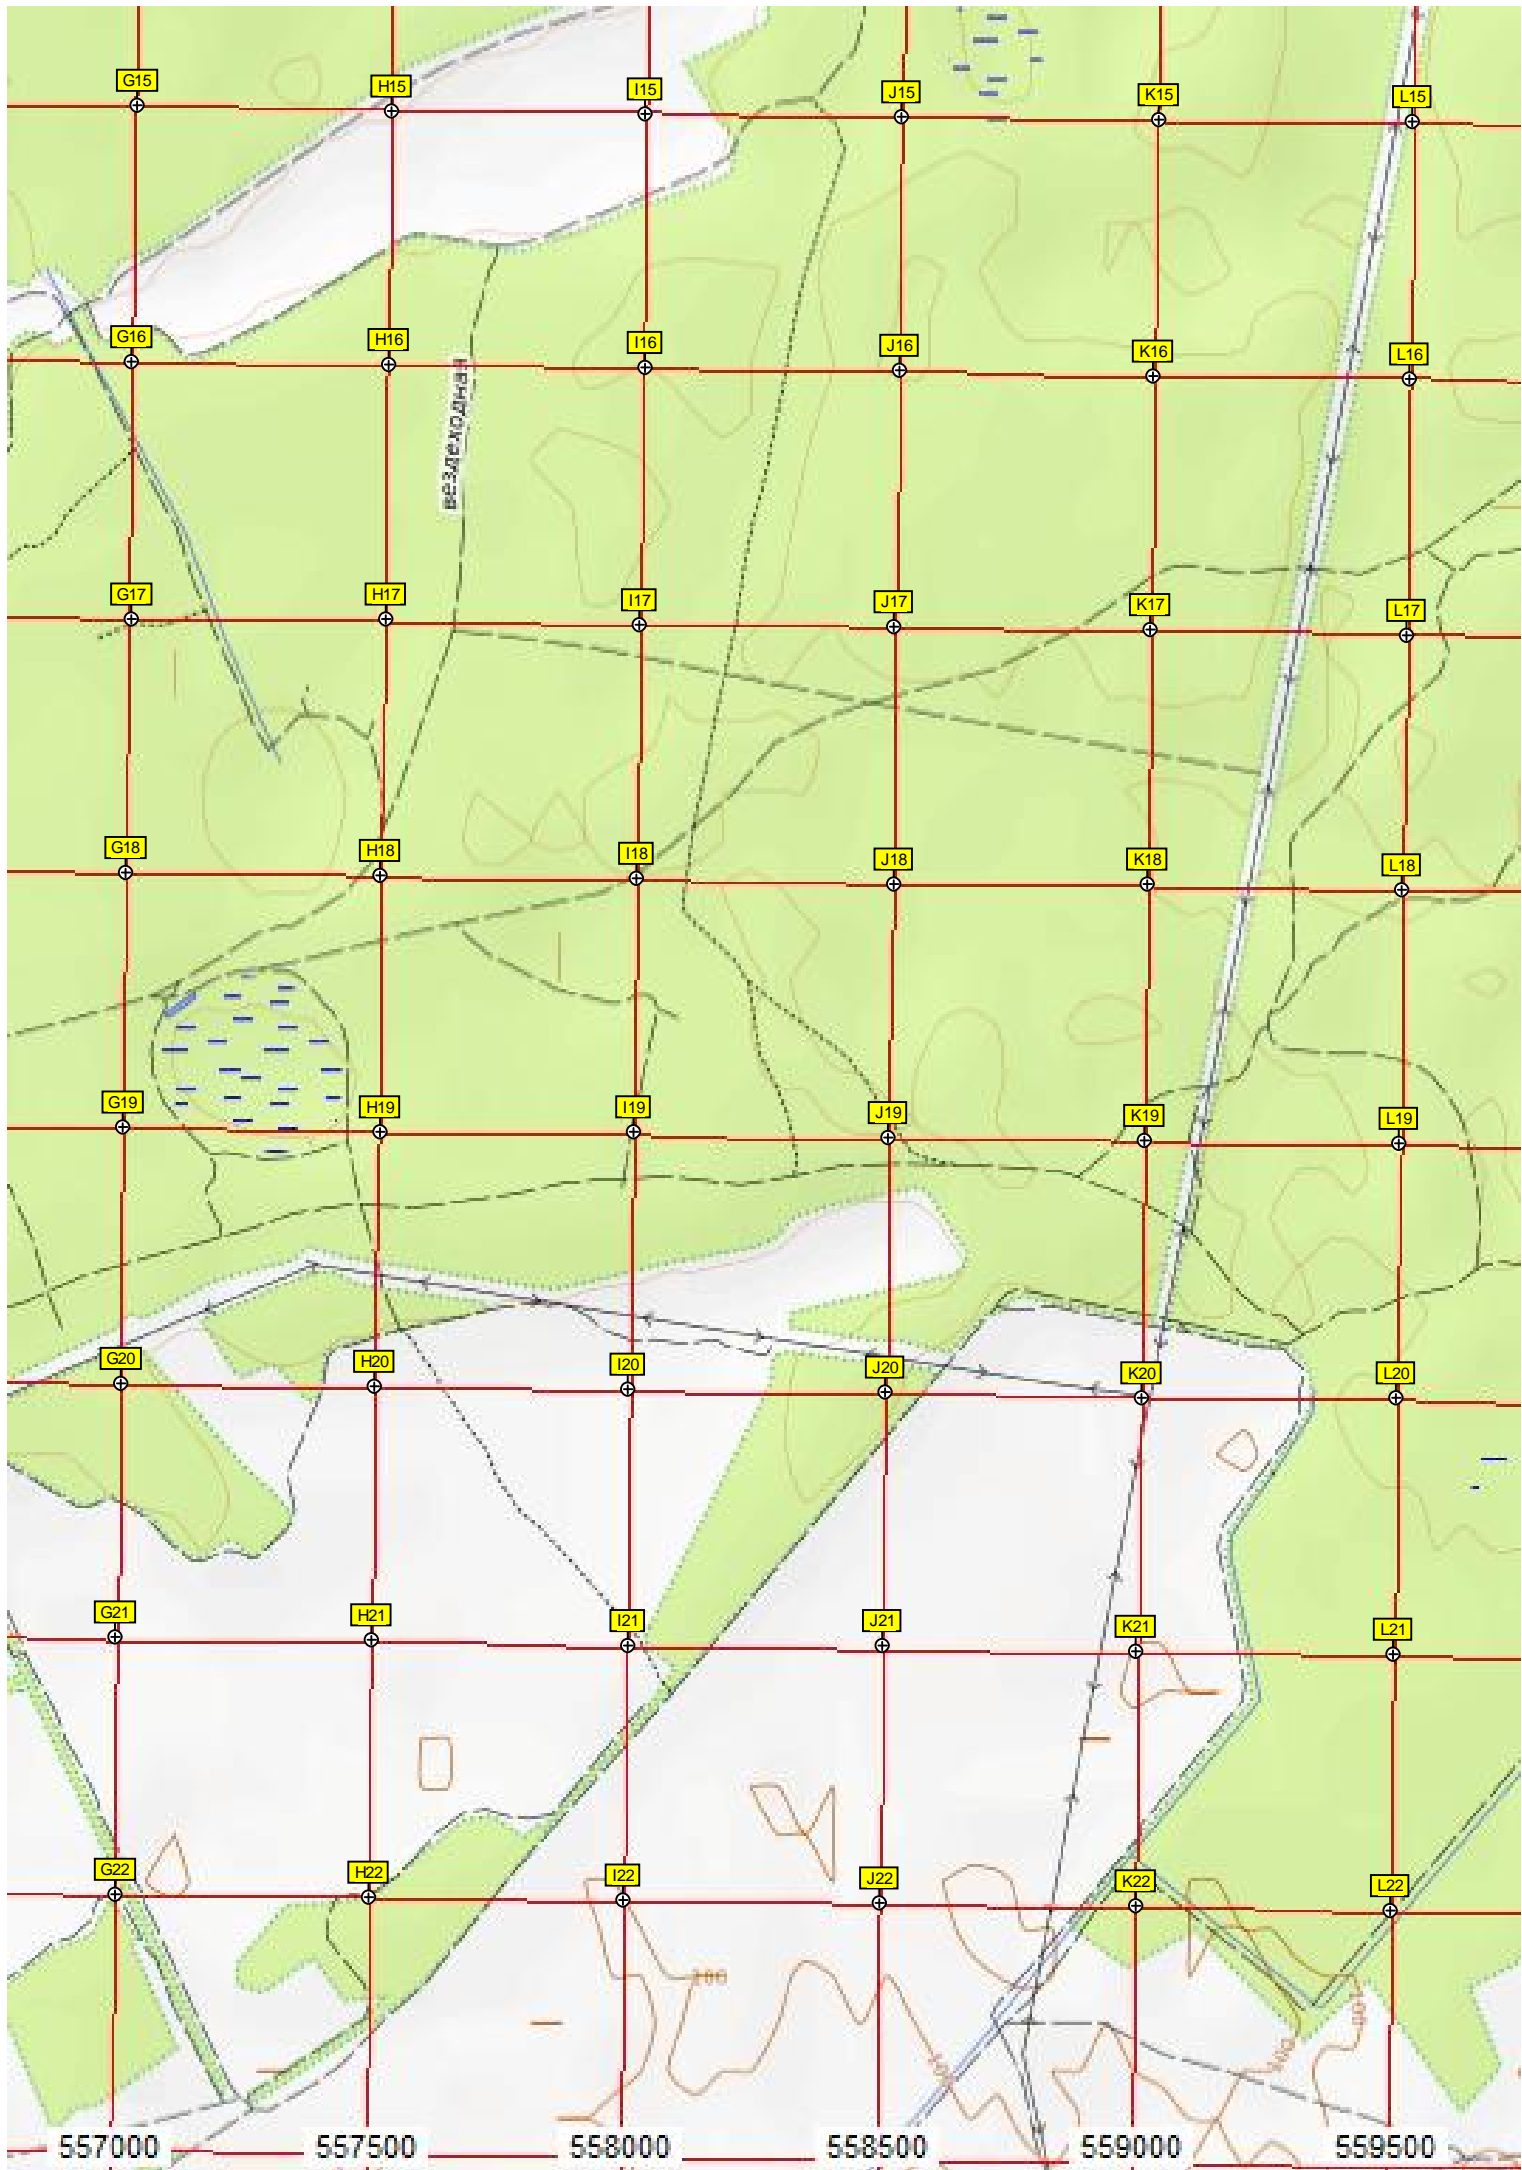 G15 H15 I15 J15 K15 L15
G16 H16 I16 J16 K16 L16
вездеходная
G17 H17 I17 J17 K17 L17
G18 H18 I18 J18 K18 L18
G19 H19 I19 J19 K19 L19
G20 H20 I20 J20 K20 L20
G21 H21 I21 J21 K21 L21
G22 H22 I22 J22 K22 L22
100
100
557000 557500 558000 558500 559000 559500